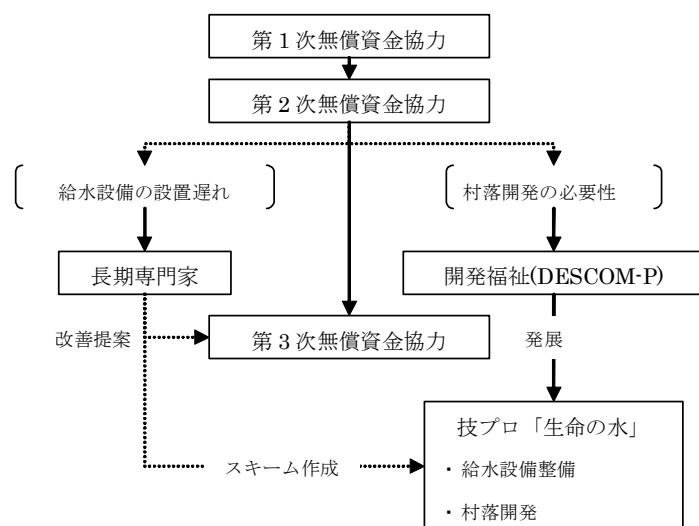 第１次無償資金協力
第２次無償資金協力
給水設備の設置遅れ
村落開発の必要性
長期専門家
開発福祉(DESCOM-P)
改善提案
第３次無償資金協力
発展
技プロ「生命の水」
・給水設備整備
・村落開発
スキーム作成